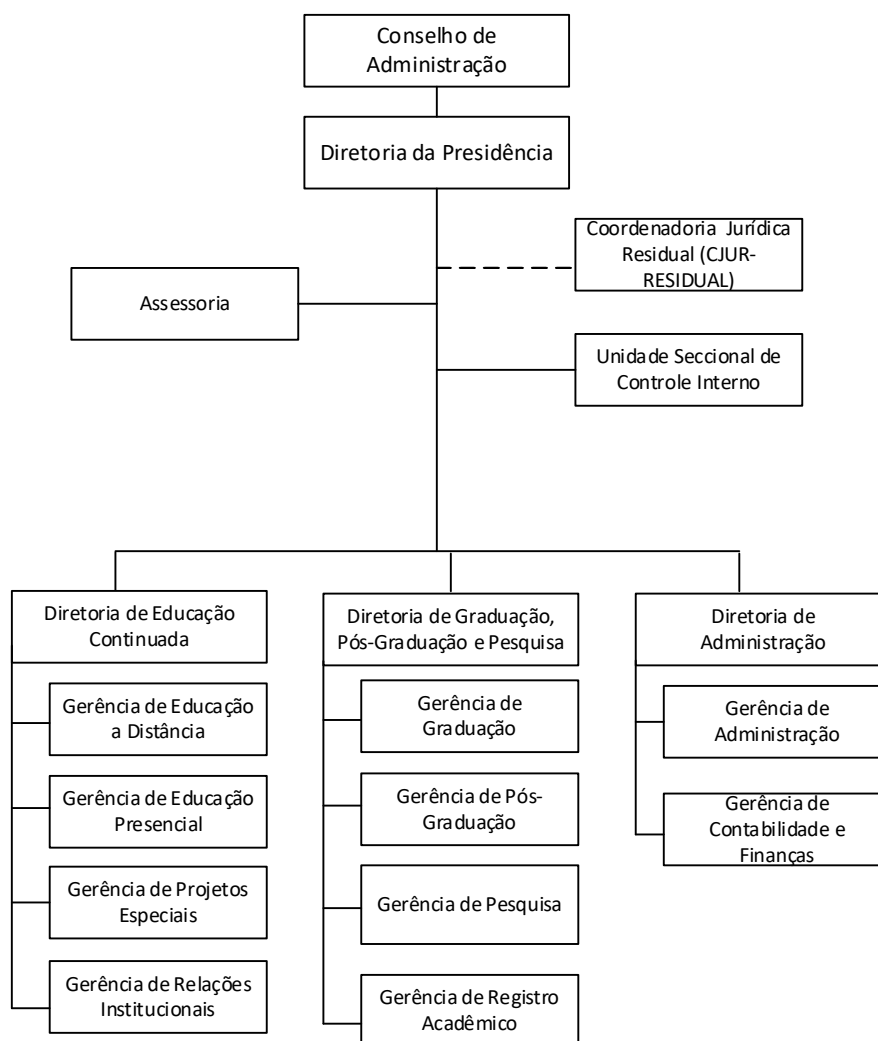 Conselho de
Administração
Diretoria da Presidência
Coordenadoria Jurídica
Residual (CJUR-
RESIDUAL)
Assessoria
Unidade Seccional de
Controle Interno
Diretoria de Educação
Continuada
Gerência de Educação
a Distância
Gerência de Educação
Presencial
Gerência de Projetos
Especiais
Gerência de Relações
Institucionais
Diretoria de Graduação,
Pós-Graduação e Pesquisa
Gerência de
Graduação
Gerência de Pós-
Graduação
Gerência de Pesquisa
Gerência de Registro
Acadêmico
Diretoria de
Administração
Gerência de
Administração
Gerência de
Contabilidade e
Finanças